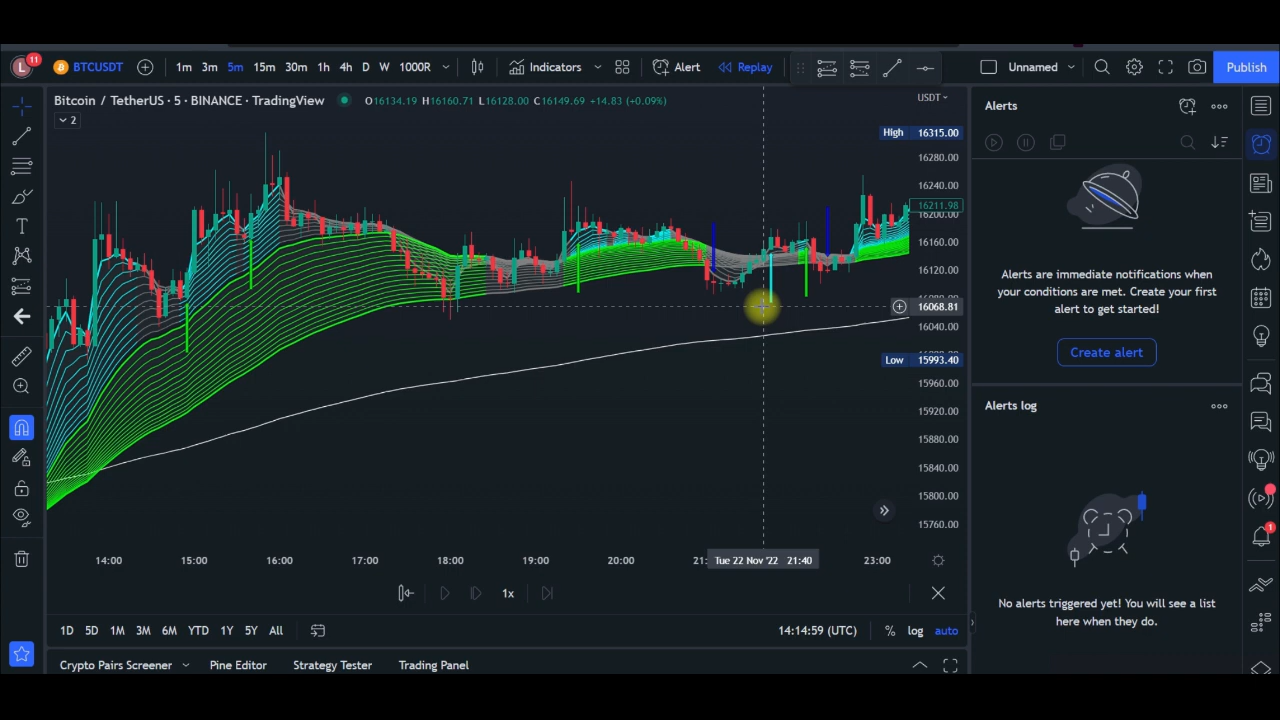 L 11 BTCUSDT 1m 3m 5m 15m 30m 1h 4h D W 1000R Indicators Alert Replay Unnamed Publish
Bitcoin / TetherUS · 5 · BINANCE · TradingView O16134.19 H16160.71 L16128.00 C16149.69 +14.83 (+0.09%) USDT
2
High 16315.00
16280.00
16240.00
16211.98
16200.00
16160.00
16120.00
16068.81
16040.00
Low 15993.40
15960.00
15920.00
15880.00
15840.00
15800.00
15760.00
14:00 15:00 16:00 17:00 18:00 19:00 20:00 21: Tue 22 Nov '22 21:40 23:00
1x
1D 5D 1M 3M 6M YTD 1Y 5Y All 14:14:59 (UTC) % log auto
Crypto Pairs Screener Pine Editor Strategy Tester Trading Panel
Alerts
Alerts are immediate notifications when
your conditions are met. Create your first
alert to get started!
Create alert
Alerts log
No alerts triggered yet! You will see a list
here when they do.
1